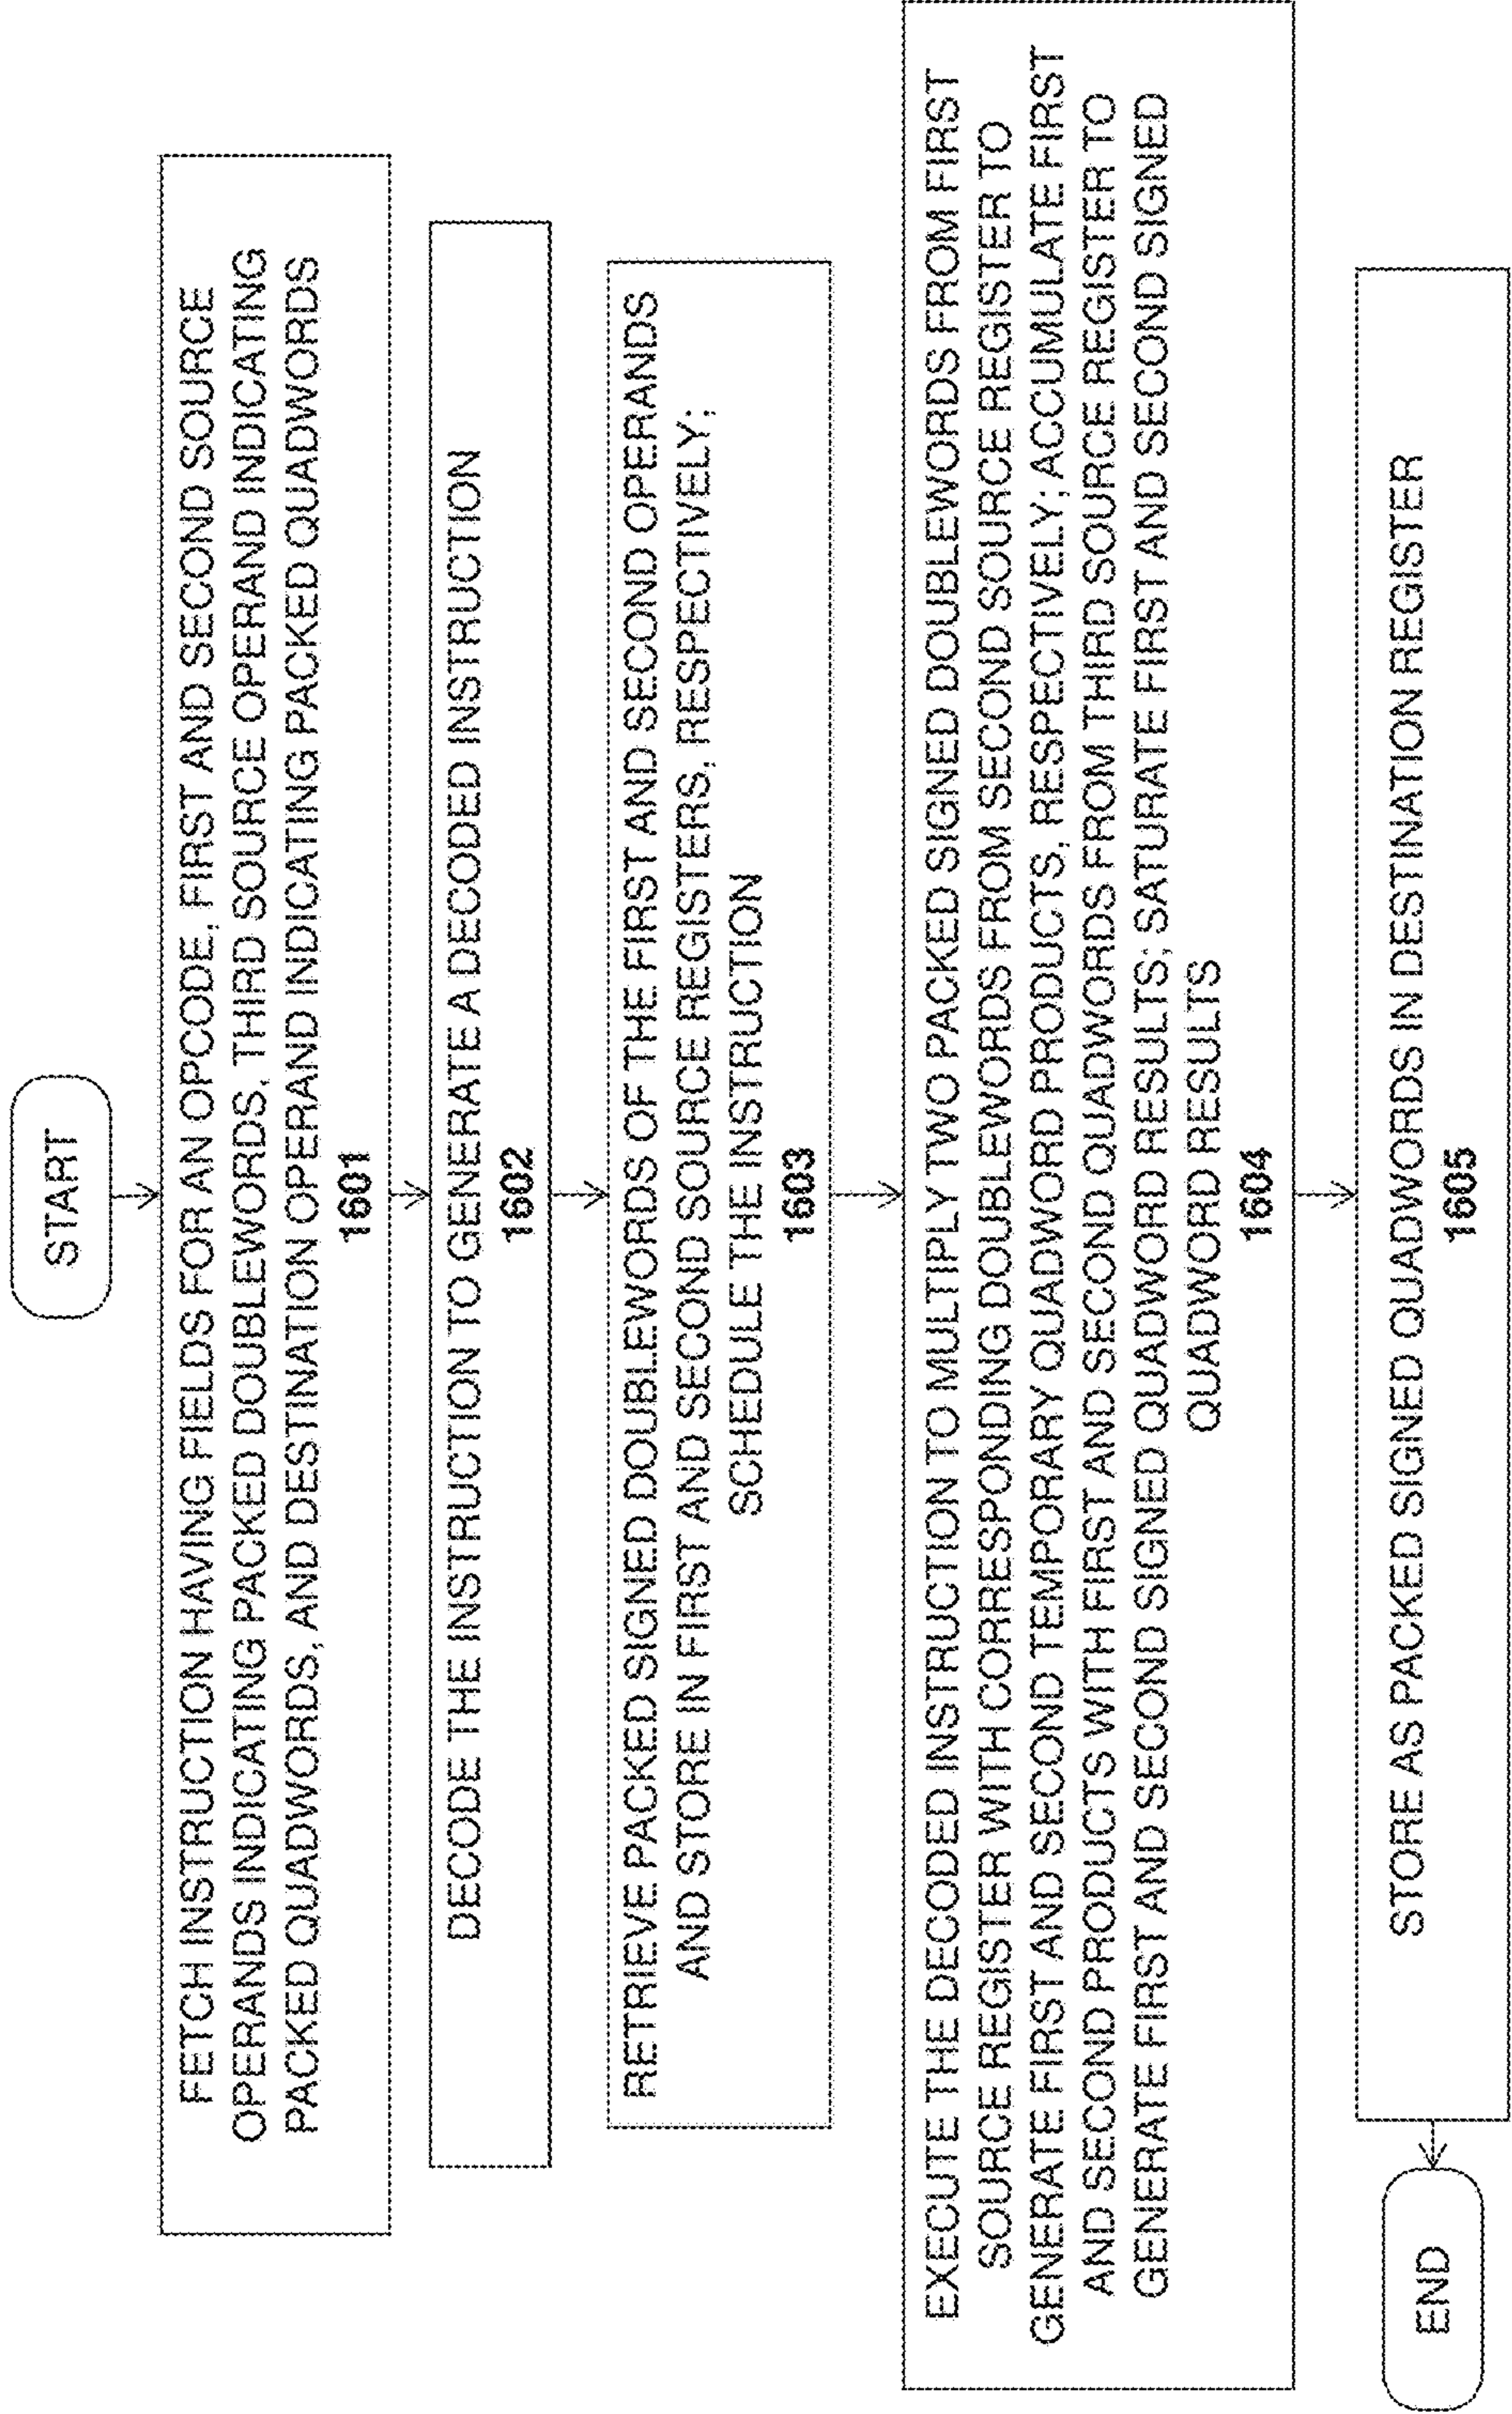 START
FETCH INSTRUCTION HAVING FIELDS FOR AN OPCODE, FIRST AND SECOND SOURCE
OPERANDS INDICATING PACKED DOUBLEWORDS, THIRD SOURCE OPERAND INDICATING
PACKED QUADWORDS, AND DESTINATION OPERAND INDICATING PACKED QUADWORDS
1601
DECODE THE INSTRUCTION TO GENERATE A DECODED INSTRUCTION
1602
RETRIEVE PACKED SIGNED DOUBLEWORDS OF THE FIRST AND SECOND OPERANDS
AND STORE IN FIRST AND SECOND SOURCE REGISTERS, RESPECTIVELY;
SCHEDULE THE INSTRUCTION
1603
EXECUTE THE DECODED INSTRUCTION TO MULTIPLY TWO PACKED SIGNED DOUBLEWORDS FROM FIRST
SOURCE REGISTER WITH CORRESPONDING DOUBLEWORDS FROM SECOND SOURCE REGISTER TO
GENERATE FIRST AND SECOND TEMPORARY QUADWORD PRODUCTS, RESPECTIVELY; ACCUMULATE FIRST
AND SECOND PRODUCTS WITH FIRST AND SECOND QUADWORDS FROM THIRD SOURCE REGISTER TO
GENERATE FIRST AND SECOND SIGNED QUADWORD RESULTS; SATURATE FIRST AND SECOND SIGNED
QUADWORD RESULTS
1604
STORE AS PACKED SIGNED QUADWORDS IN DESTINATION REGISTER
1605
END